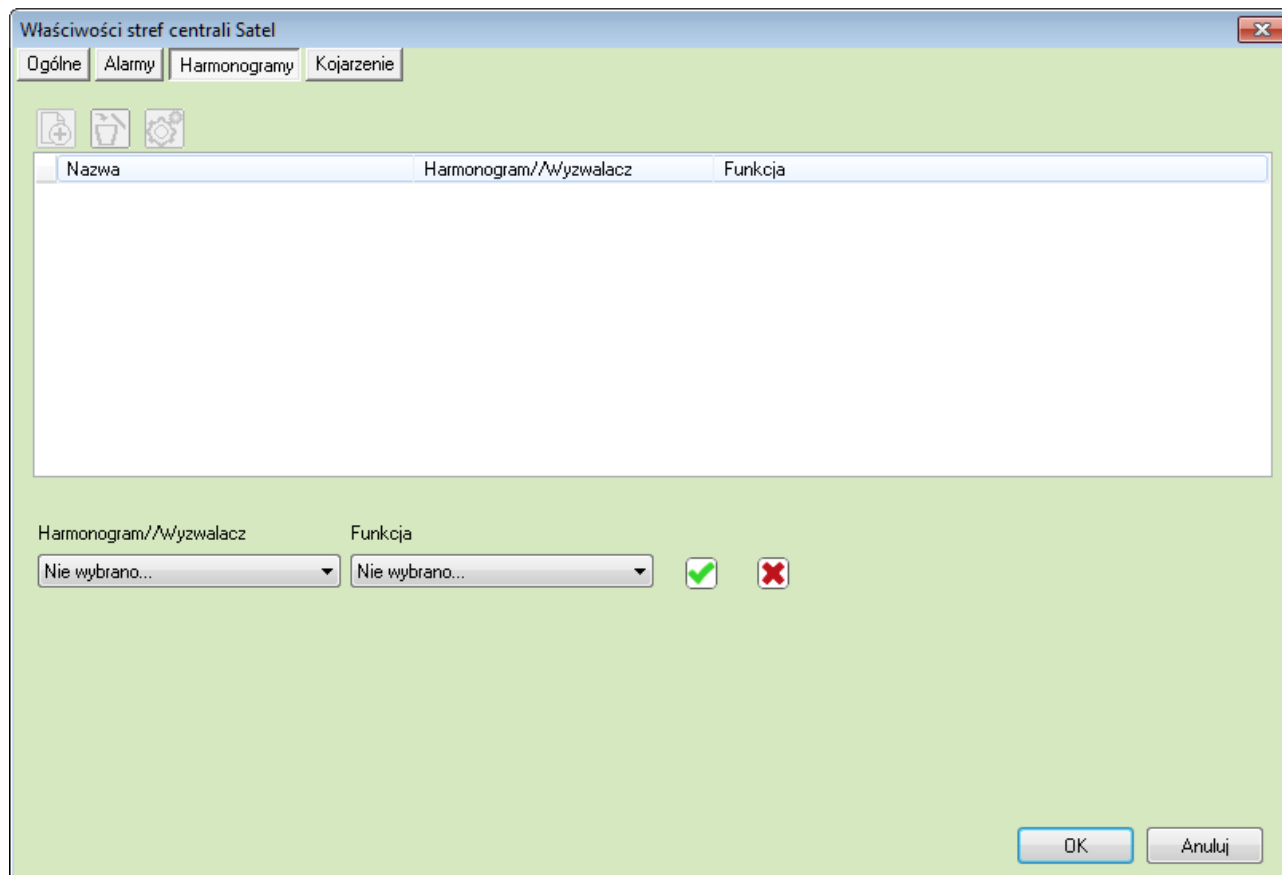 Właściwości stref centrali Satel
Ogólne Alarmy Harmonogramy Kojarzenie
Nazwa Harmonogram//Wyzwalacz Funkcja
Harmonogram//Wyzwalacz Funkcja
Nie wybrano... Nie wybrano...
OK Anuluj